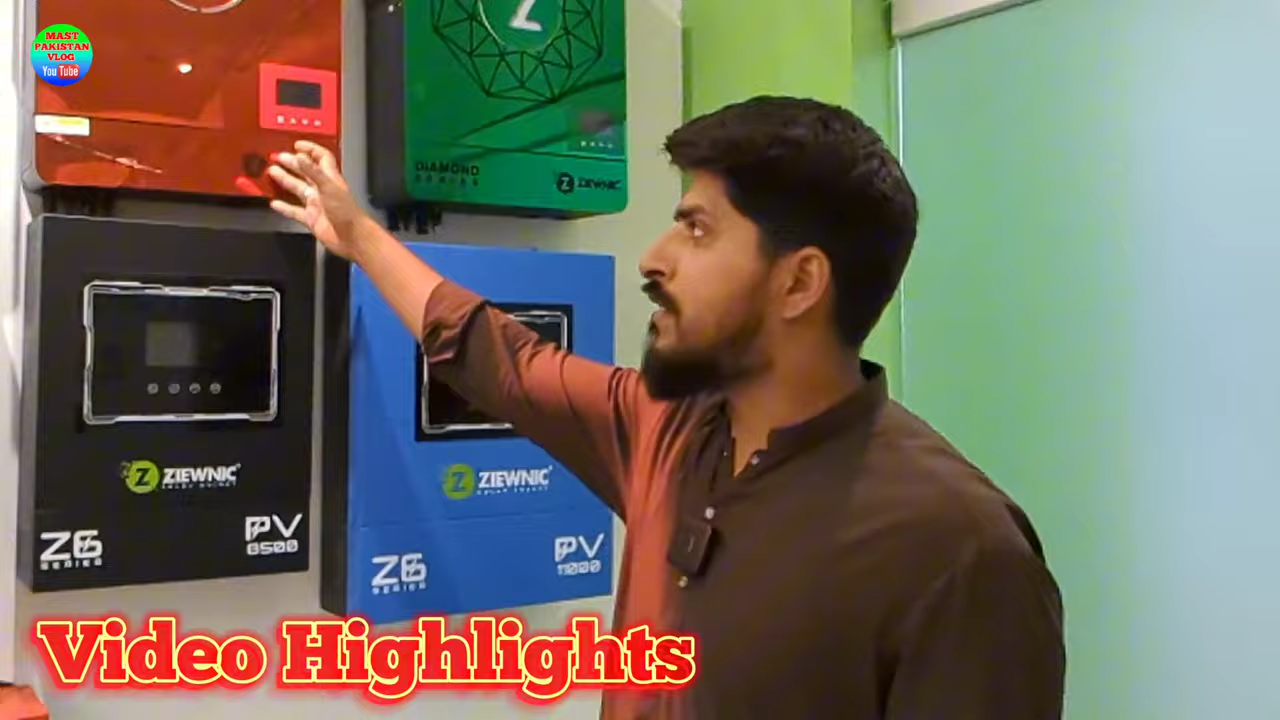 MAST
PAKISTAN
VLOG
You Tube
Z
DIAMOND
SERIES
Z ZIEWNIC
Z ZIEWNIC
Z6
SERIES
PV
6500
Z ZIEWNIC
Z6
SERIES
PV
11000
Video Highlights